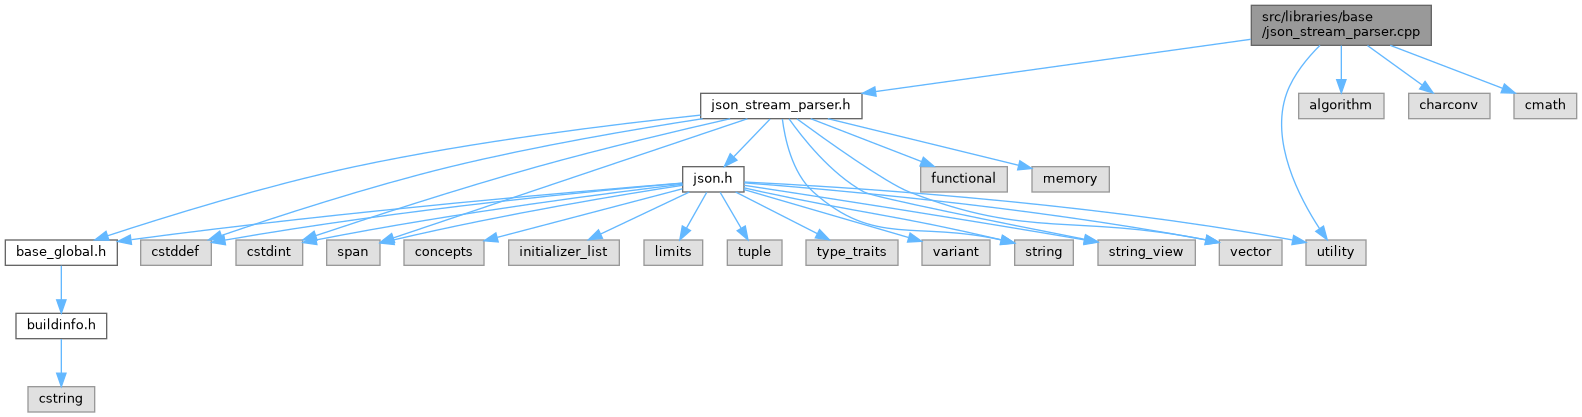 src/libraries/base
/json_stream_parser.cpp
json_stream_parser.h
algorithm
charconv
cmath
json.h
functional
memory
base_global.h
cstddef
cstdint
span
concepts
initializer_list
limits
tuple
type_traits
variant
string
string_view
vector
utility
buildinfo.h
cstring